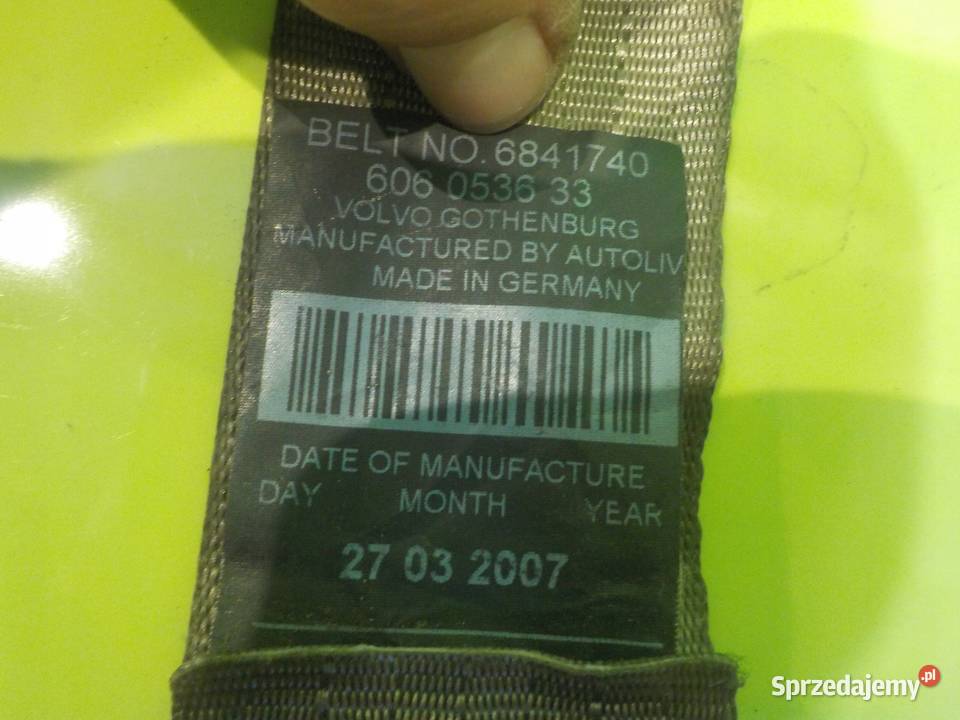 BELT NO. 6841740
606 0536 33
VOLVO GOTHENBURG
MANUFACTURED BY AUTOLIV
MADE IN GERMANY
DATE OF MANUFACTURE
DAY MONTH YEAR
27 03 2007
Sprzedajemy.pl